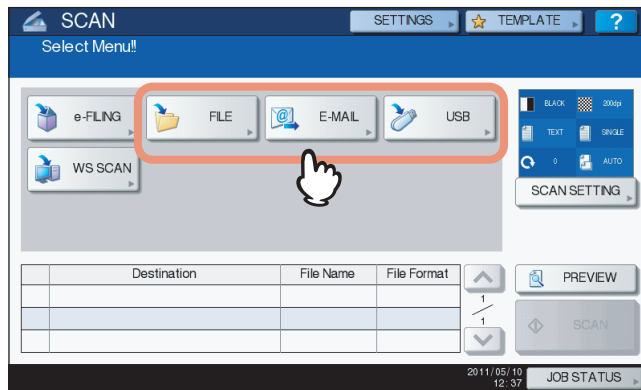 SCAN SETTINGS TEMPLATE ?
Select Menu!!
e-FILING FILE E-MAIL USB
BLACK 200dpi
TEXT SINGLE
0 AUTO
WS SCAN
SCAN SETTING
Destination File Name File Format
PREVIEW
1
1
SCAN
2011/05/10
12:37
JOB STATUS